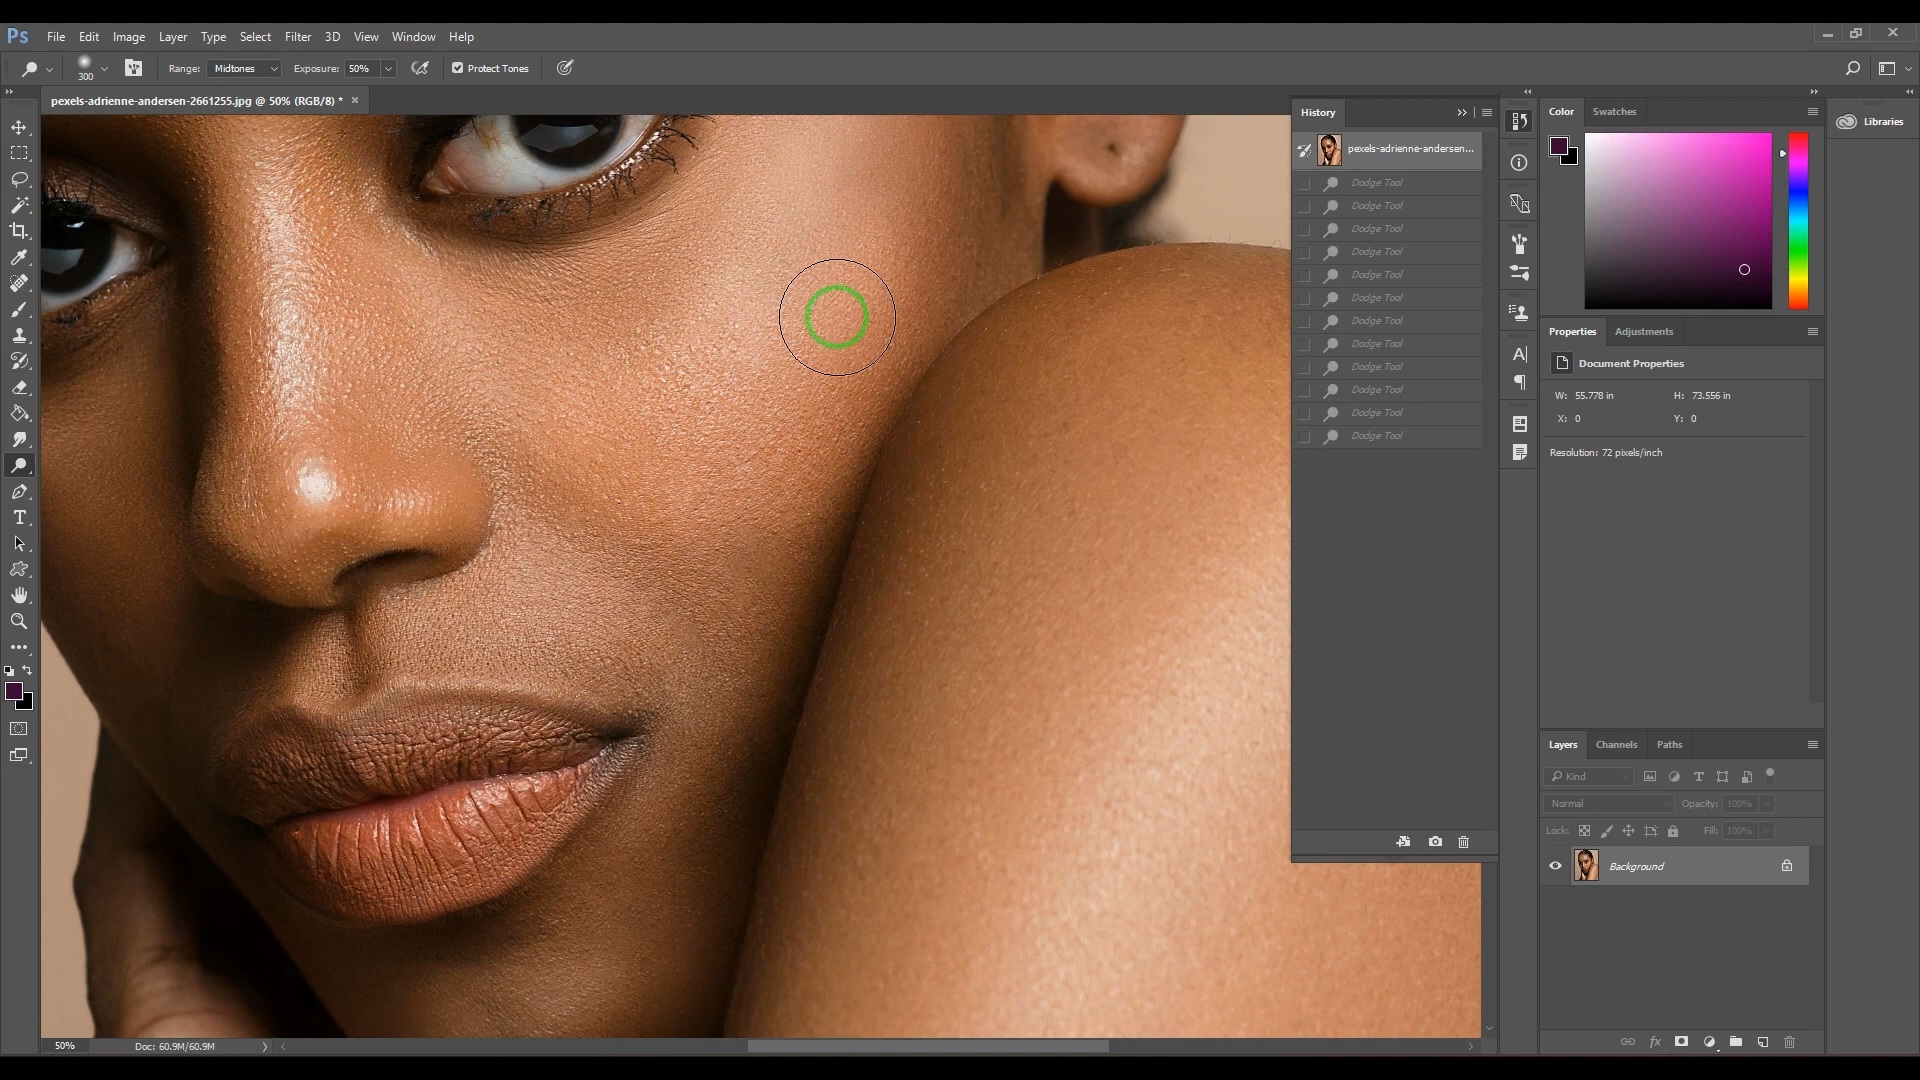 Ps File Edit Image Layer Type Select Filter 3D View Window Help
300 Range: Midtones Exposure: 50% Protect Tones
pexels-adrienne-andersen-2661255.jpg @ 50% (RGB/8) * ×
History
pexels-adrienne-andersen...
Dodge Tool
Dodge Tool
Dodge Tool
Dodge Tool
Dodge Tool
Dodge Tool
Dodge Tool
Dodge Tool
Dodge Tool
Dodge Tool
Dodge Tool
Dodge Tool
Color Swatches
Libraries
Properties Adjustments
Document Properties
W: 55.778 in H: 73.556 in
X: 0 Y: 0
Resolution: 72 pixels/inch
Layers Channels Paths
Kind
Normal Opacity: 100%
Lock: Fill: 100%
Background
50% Doc: 60.9M/60.9M